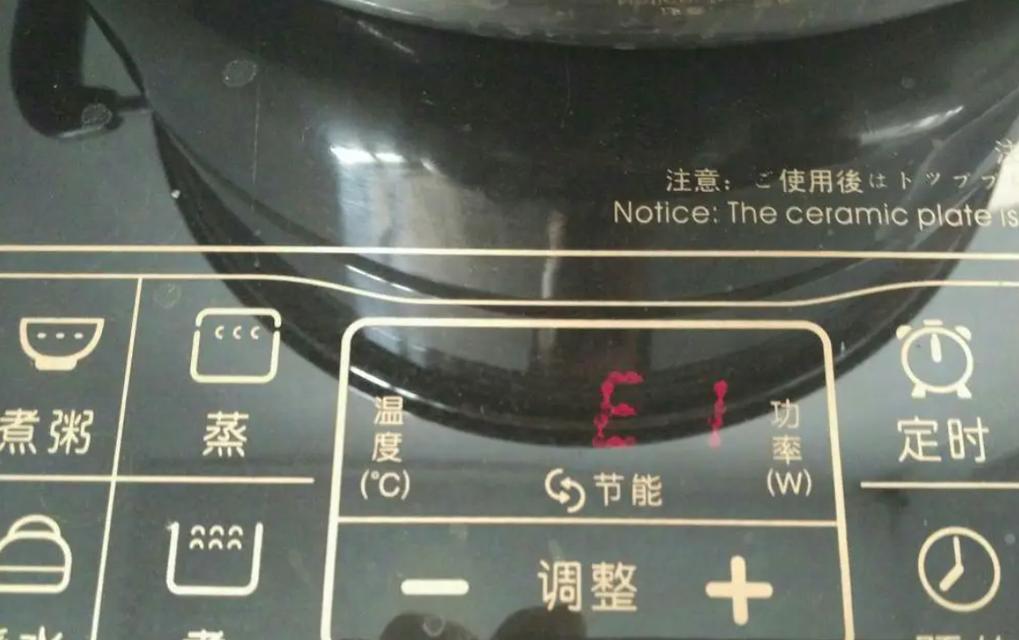 注意：ご使用後はトップ
Notice: The ceramic plate is
煮粥
蒸
温度(℃)
E1
功率(W)
定时
节能
调整